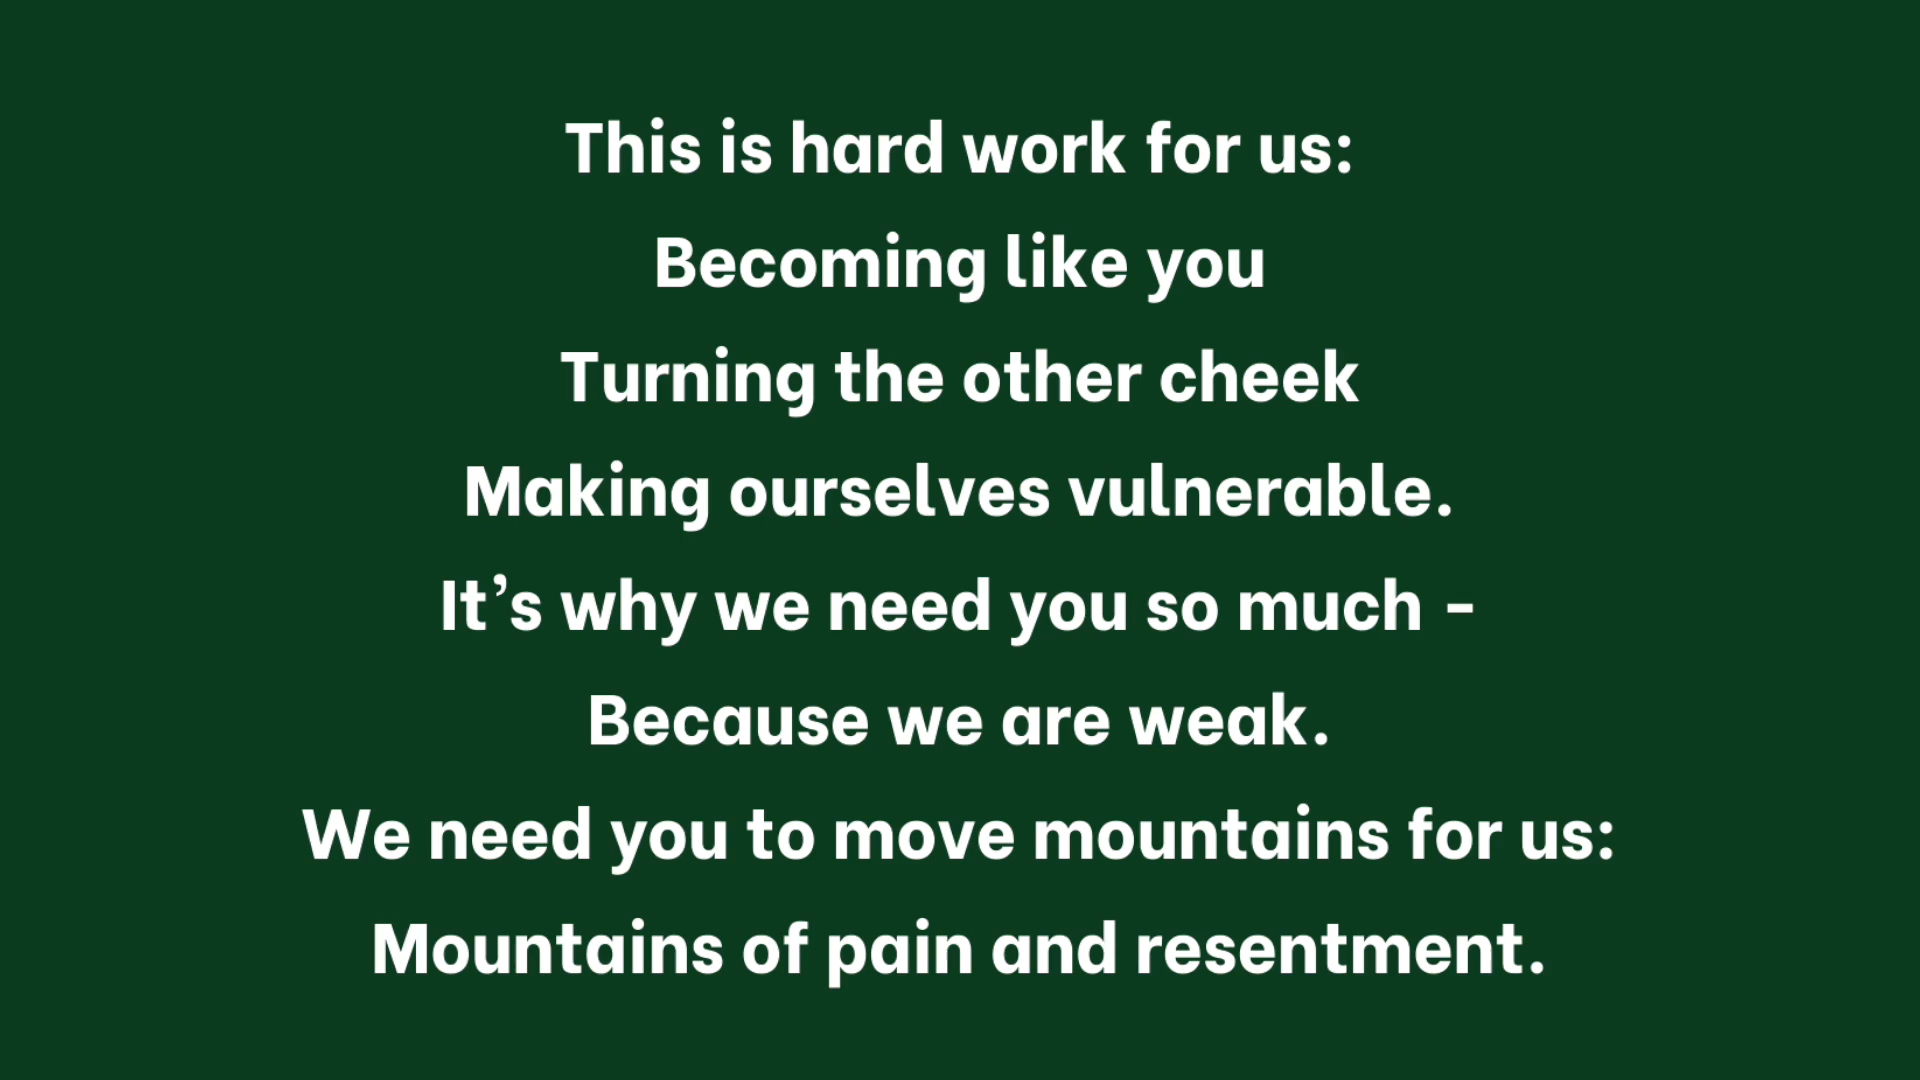 This is hard work for us:
Becoming like you
Turning the other cheek
Making ourselves vulnerable.
It’s why we need you so much -
Because we are weak.
We need you to move mountains for us:
Mountains of pain and resentment.